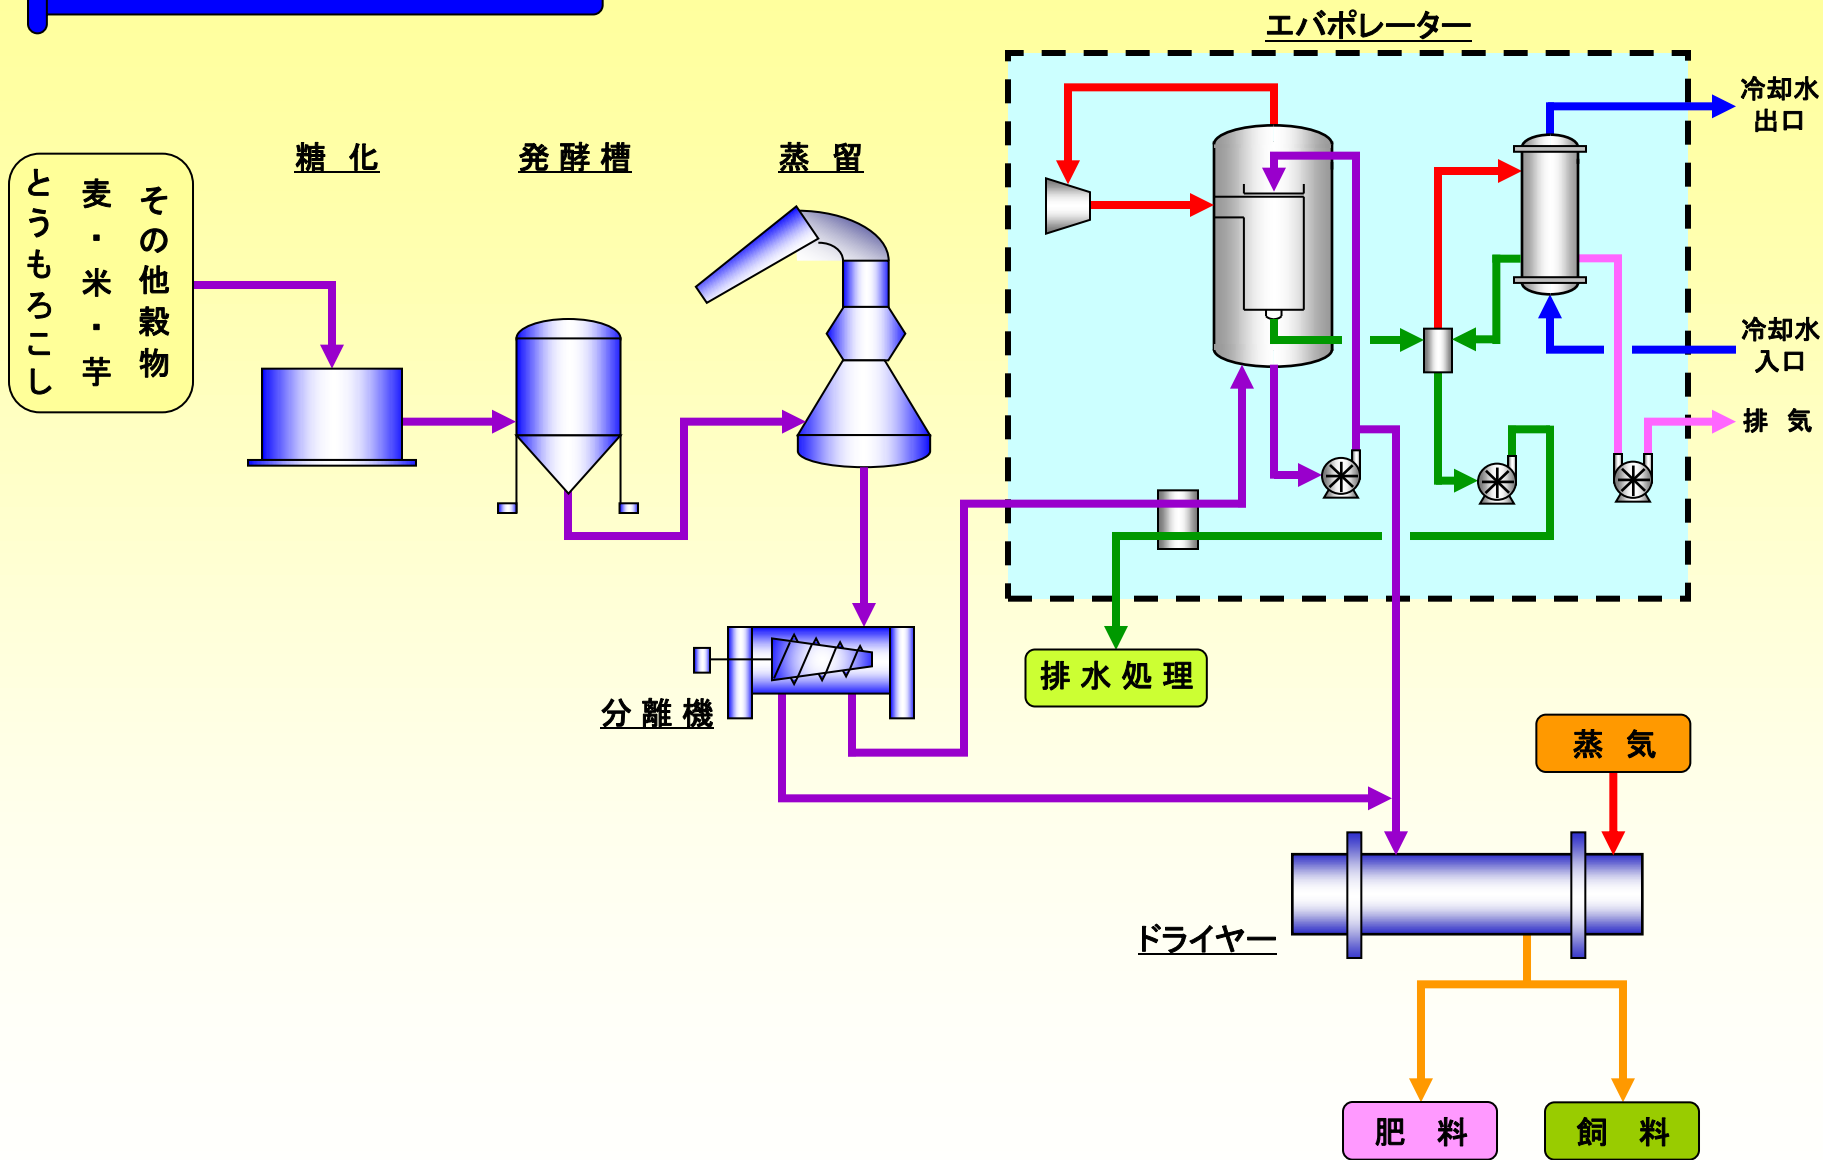 エバポレーター
冷却水
出口
糖 化
発酵槽
蒸 留
その他穀物
麦・米・芋
とうもろこし
冷却水
入口
排 気
排水処理
分離機
蒸 気
ドライヤー
肥 料
飼 料